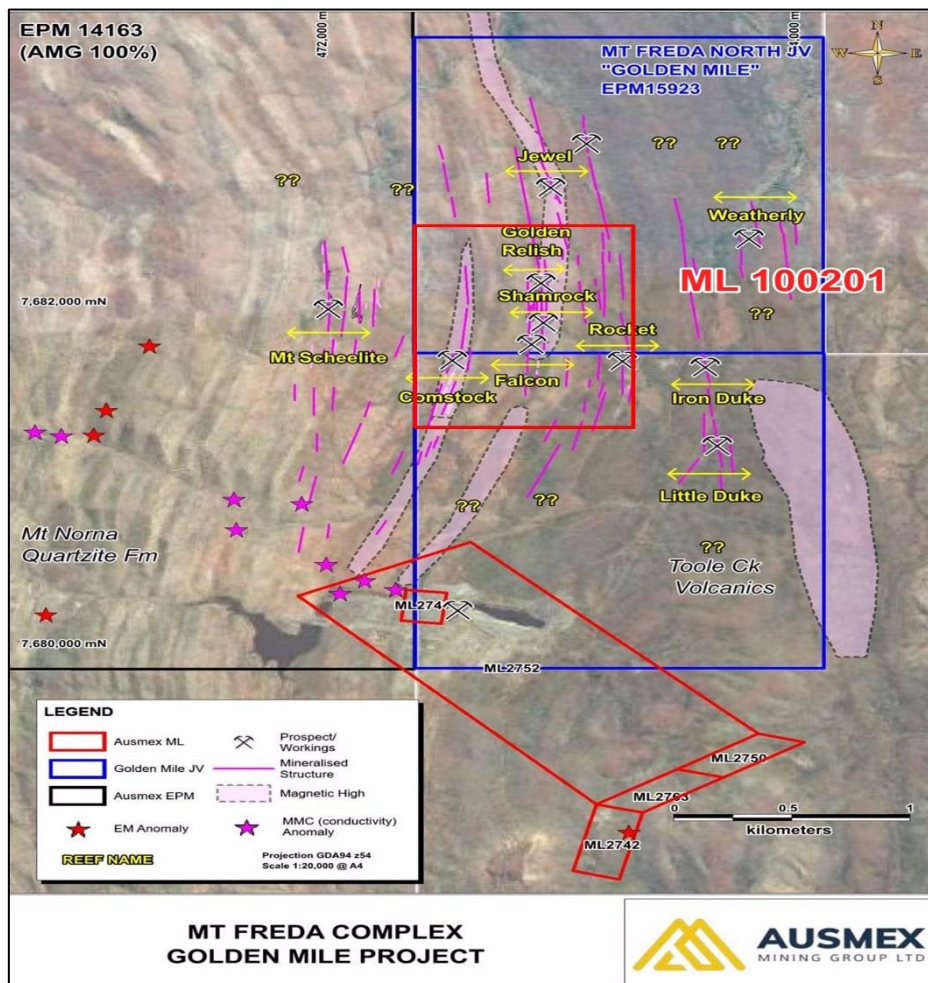 EPM 14163
(AMG 100%)
472,000 mE
MT FREDA NORTH JV
"GOLDEN MILE"
EPM15923
N
W
E
S
??
??
??
??
Jewel
Weatherly
Golden
Relish
ML 100201
7,682,000 mN
Shamrock
??
Rocket
Mt Scheelite
Comstock
Falcon
Iron Duke
Little Duke
??
??
??
Mt Norna
Quartzite Fm
Toole Ck
Volcanics
ML274
7,680,000 mN
ML2752
LEGEND
Ausmex ML
Prospect/
Workings
Golden Mile JV
Mineralised
Structure
Ausmex EPM
Magnetic High
EM Anomaly
MMC (conductivity)
Anomaly
REEF NAME
Projection GDA94 z54
Scale 1:20,000 @ A4
ML2750
ML2763
ML2742
0
0.5
1
kilometers
MT FREDA COMPLEX
GOLDEN MILE PROJECT
AUSMEX
MINING GROUP LTD